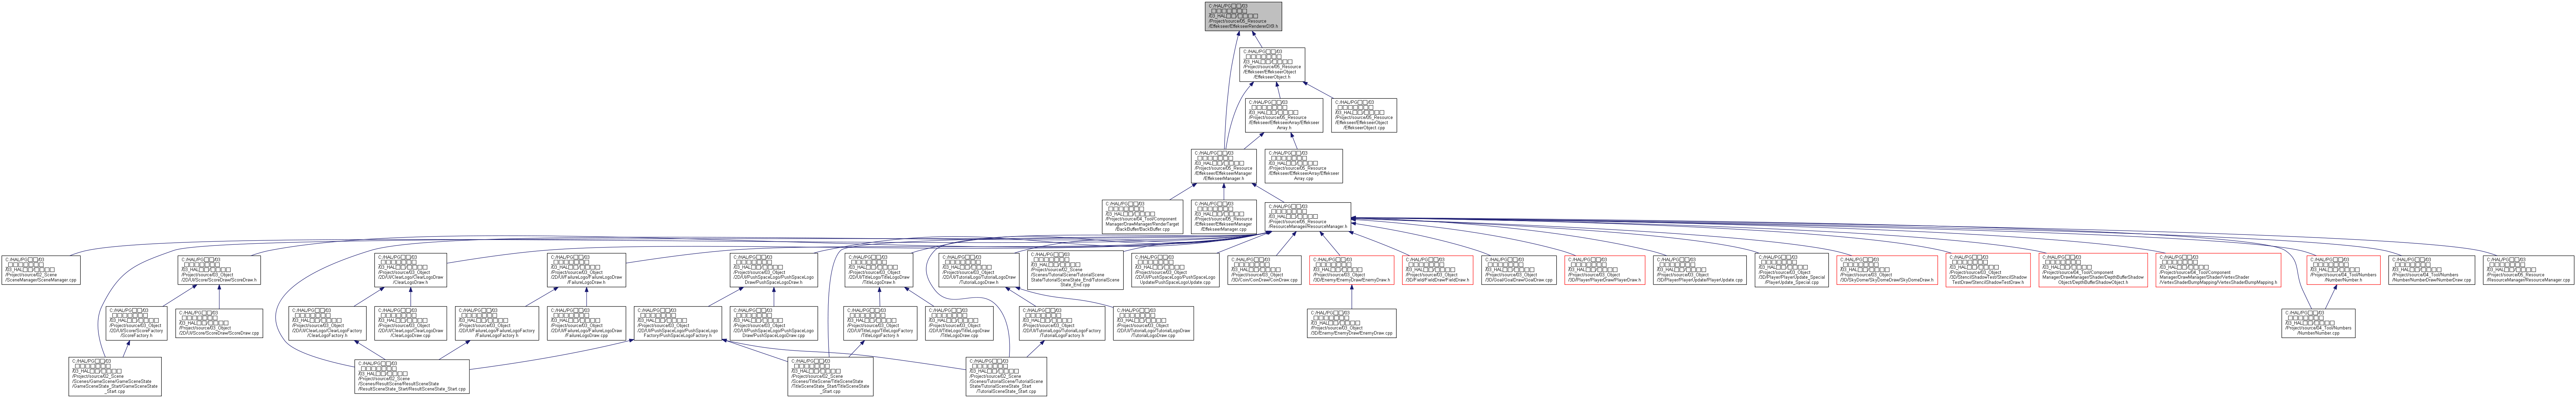 C:/HAL/PG□□/03
_□□□□□□□
/03_HAL□□/□□□□
/Project/source/05_Resource
/Effekseer/EffekseerRendererDX9.h
C:/HAL/PG□□/03
_□□□□□□□
/03_HAL□□/□□□□
/Project/source/05_Resource
/Effekseer/EffekseerObject
/EffekseerObject.h
C:/HAL/PG□□/03
_□□□□□□□
/03_HAL□□/□□□□
/Project/source/05_Resource
/Effekseer/EffekseerArray/Effekseer
Array.h
C:/HAL/PG□□/03
_□□□□□□□
/03_HAL□□/□□□□
/Project/source/05_Resource
/Effekseer/EffekseerObject
/EffekseerObject.cpp
C:/HAL/PG□□/03
_□□□□□□□
/03_HAL□□/□□□□
/Project/source/05_Resource
/Effekseer/EffekseerManager
/EffekseerManager.h
C:/HAL/PG□□/03
_□□□□□□□
/03_HAL□□/□□□□
/Project/source/05_Resource
/Effekseer/EffekseerArray/Effekseer
Array.cpp
C:/HAL/PG□□/03
_□□□□□□□
/03_HAL□□/□□□□
/Project/source/04_Tool/Component
Manager/DrawManager/RenderTarget
/BackBuffer/BackBuffer.cpp
C:/HAL/PG□□/03
_□□□□□□□
/03_HAL□□/□□□□
/Project/source/05_Resource
/Effekseer/EffekseerManager
/EffekseerManager.cpp
C:/HAL/PG□□/03
_□□□□□□□
/03_HAL□□/□□□□
/Project/source/05_Resource
/ResourceManager/ResourceManager.h
C:/HAL/PG□□/03
_□□□□□□□
/03_HAL□□/□□□□
/Project/source/02_Scene
/SceneManager/SceneManager.cpp
C:/HAL/PG□□/03
_□□□□□□□
/03_HAL□□/□□□□
/Project/source/03_Object
/2D/UI/Score/ScoreDraw/ScoreDraw.h
C:/HAL/PG□□/03
_□□□□□□□
/03_HAL□□/□□□□
/Project/source/03_Object
/2D/UI/ClearLogo/ClearLogoDraw
/ClearLogoDraw.h
C:/HAL/PG□□/03
_□□□□□□□
/03_HAL□□/□□□□
/Project/source/03_Object
/2D/UI/FailureLogo/FailureLogoDraw
/FailureLogoDraw.h
C:/HAL/PG□□/03
_□□□□□□□
/03_HAL□□/□□□□
/Project/source/03_Object
/2D/UI/PushSpaceLogo/PushSpaceLogo
Draw/PushSpaceLogoDraw.h
C:/HAL/PG□□/03
_□□□□□□□
/03_HAL□□/□□□□
/Project/source/03_Object
/2D/UI/TitleLogo/TitleLogoDraw
/TitleLogoDraw.h
C:/HAL/PG□□/03
_□□□□□□□
/03_HAL□□/□□□□
/Project/source/03_Object
/2D/UI/TutorialLogo/TutorialLogoDraw
/TutorialLogoDraw.h
C:/HAL/PG□□/03
_□□□□□□□
/03_HAL□□/□□□□
/Project/source/02_Scene
/Scenes/TutorialScene/TutorialScene
State/TutorialSceneState_End/TutorialScene
State_End.cpp
C:/HAL/PG□□/03
_□□□□□□□
/03_HAL□□/□□□□
/Project/source/03_Object
/2D/UI/PushSpaceLogo/PushSpaceLogo
Update/PushSpaceLogoUpdate.cpp
C:/HAL/PG□□/03
_□□□□□□□
/03_HAL□□/□□□□
/Project/source/03_Object
/3D/Coin/CoinDraw/CoinDraw.cpp
C:/HAL/PG□□/03
_□□□□□□□
/03_HAL□□/□□□□
/Project/source/03_Object
/3D/Enemy/EnemyDraw/EnemyDraw.h
C:/HAL/PG□□/03
_□□□□□□□
/03_HAL□□/□□□□
/Project/source/03_Object
/3D/Field/FieldDraw/FieldDraw.h
C:/HAL/PG□□/03
_□□□□□□□
/03_HAL□□/□□□□
/Project/source/03_Object
/3D/Goal/GoalDraw/GoalDraw.cpp
C:/HAL/PG□□/03
_□□□□□□□
/03_HAL□□/□□□□
/Project/source/03_Object
/3D/Player/PlayerDraw/PlayerDraw.h
C:/HAL/PG□□/03
_□□□□□□□
/03_HAL□□/□□□□
/Project/source/03_Object
/3D/Player/PlayerUpdate/PlayerUpdate.cpp
C:/HAL/PG□□/03
_□□□□□□□
/03_HAL□□/□□□□
/Project/source/03_Object
/3D/Player/PlayerUpdate_Special
/PlayerUpdate_Special.cpp
C:/HAL/PG□□/03
_□□□□□□□
/03_HAL□□/□□□□
/Project/source/03_Object
/3D/SkyDome/SkyDomeDraw/SkyDomeDraw.h
C:/HAL/PG□□/03
_□□□□□□□
/03_HAL□□/□□□□
/Project/source/03_Object
/3D/StencilShadowTest/StencilShadow
TestDraw/StencilShadowTestDraw.h
C:/HAL/PG□□/03
_□□□□□□□
/03_HAL□□/□□□□
/Project/source/04_Tool/Component
Manager/DrawManager/Shader/DepthBufferShadow
Object/DepthBufferShadowObject.h
C:/HAL/PG□□/03
_□□□□□□□
/03_HAL□□/□□□□
/Project/source/04_Tool/Component
Manager/DrawManager/Shader/VertexShader
/VertexShaderBumpMapping/VertexShaderBumpMapping.h
C:/HAL/PG□□/03
_□□□□□□□
/03_HAL□□/□□□□
/Project/source/04_Tool/Numbers
/Number/Number.h
C:/HAL/PG□□/03
_□□□□□□□
/03_HAL□□/□□□□
/Project/source/04_Tool/Numbers
/Number/NumberDraw/NumberDraw.cpp
C:/HAL/PG□□/03
_□□□□□□□
/03_HAL□□/□□□□
/Project/source/05_Resource
/ResourceManager/ResourceManager.cpp
C:/HAL/PG□□/03
_□□□□□□□
/03_HAL□□/□□□□
/Project/source/03_Object
/2D/UI/Score/ScoreFactory
/ScoreFactory.h
C:/HAL/PG□□/03
_□□□□□□□
/03_HAL□□/□□□□
/Project/source/03_Object
/2D/UI/Score/ScoreDraw/ScoreDraw.cpp
C:/HAL/PG□□/03
_□□□□□□□
/03_HAL□□/□□□□
/Project/source/03_Object
/2D/UI/ClearLogo/ClearLogoFactory
/ClearLogoFactory.h
C:/HAL/PG□□/03
_□□□□□□□
/03_HAL□□/□□□□
/Project/source/03_Object
/2D/UI/ClearLogo/ClearLogoDraw
/ClearLogoDraw.cpp
C:/HAL/PG□□/03
_□□□□□□□
/03_HAL□□/□□□□
/Project/source/03_Object
/2D/UI/FailureLogo/FailureLogoFactory
/FailureLogoFactory.h
C:/HAL/PG□□/03
_□□□□□□□
/03_HAL□□/□□□□
/Project/source/03_Object
/2D/UI/FailureLogo/FailureLogoDraw
/FailureLogoDraw.cpp
C:/HAL/PG□□/03
_□□□□□□□
/03_HAL□□/□□□□
/Project/source/03_Object
/2D/UI/PushSpaceLogo/PushSpaceLogo
Factory/PushSpaceLogoFactory.h
C:/HAL/PG□□/03
_□□□□□□□
/03_HAL□□/□□□□
/Project/source/03_Object
/2D/UI/PushSpaceLogo/PushSpaceLogo
Draw/PushSpaceLogoDraw.cpp
C:/HAL/PG□□/03
_□□□□□□□
/03_HAL□□/□□□□
/Project/source/03_Object
/2D/UI/TitleLogo/TitleLogoFactory
/TitleLogoFactory.h
C:/HAL/PG□□/03
_□□□□□□□
/03_HAL□□/□□□□
/Project/source/03_Object
/2D/UI/TitleLogo/TitleLogoDraw
/TitleLogoDraw.cpp
C:/HAL/PG□□/03
_□□□□□□□
/03_HAL□□/□□□□
/Project/source/03_Object
/2D/UI/TutorialLogo/TutorialLogoFactory
/TutorialLogoFactory.h
C:/HAL/PG□□/03
_□□□□□□□
/03_HAL□□/□□□□
/Project/source/03_Object
/2D/UI/TutorialLogo/TutorialLogoDraw
/TutorialLogoDraw.cpp
C:/HAL/PG□□/03
_□□□□□□□
/03_HAL□□/□□□□
/Project/source/03_Object
/3D/Enemy/EnemyDraw/EnemyDraw.cpp
C:/HAL/PG□□/03
_□□□□□□□
/03_HAL□□/□□□□
/Project/source/04_Tool/Numbers
/Number/Number.cpp
C:/HAL/PG□□/03
_□□□□□□□
/03_HAL□□/□□□□
/Project/source/02_Scene
/Scenes/GameScene/GameSceneState
/GameSceneState_Start/GameSceneState
_Start.cpp
C:/HAL/PG□□/03
_□□□□□□□
/03_HAL□□/□□□□
/Project/source/02_Scene
/Scenes/ResultScene/ResultSceneState
/ResultSceneState_Start/ResultSceneState_Start.cpp
C:/HAL/PG□□/03
_□□□□□□□
/03_HAL□□/□□□□
/Project/source/02_Scene
/Scenes/TitleScene/TitleSceneState
/TitleSceneState_Start/TitleSceneState
_Start.cpp
C:/HAL/PG□□/03
_□□□□□□□
/03_HAL□□/□□□□
/Project/source/02_Scene
/Scenes/TutorialScene/TutorialScene
State/TutorialSceneState_Start
/TutorialSceneState_Start.cpp